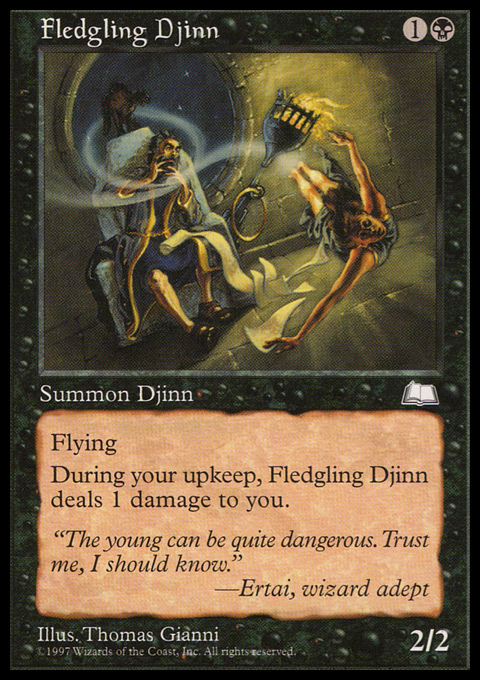 Fledgling Djinn 1
Summon Djinn
Flying
During your upkeep, Fledgling Djinn
deals 1 damage to you.
“The young can be quite dangerous. Trust
me, I should know.”
—Ertai, wizard adept
Illus. Thomas Gianni
©1997 Wizards of the Coast, Inc. All rights reserved.
2/2